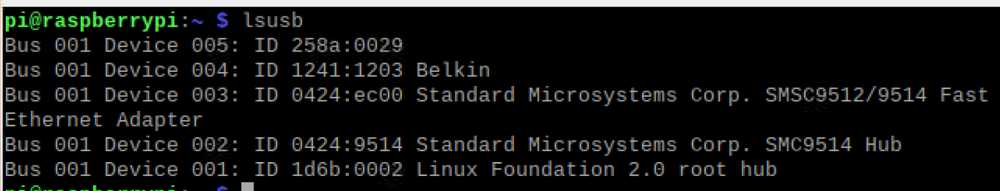 pi@raspberrypi:~ $ lsusb
Bus 001 Device 005: ID 258a:0029
Bus 001 Device 004: ID 1241:1203 Belkin
Bus 001 Device 003: ID 0424:ec00 Standard Microsystems Corp. SMSC9512/9514 Fast
Ethernet Adapter
Bus 001 Device 002: ID 0424:9514 Standard Microsystems Corp. SMC9514 Hub
Bus 001 Device 001: ID 1d6b:0002 Linux Foundation 2.0 root hub
pi@raspberrypi:~ $